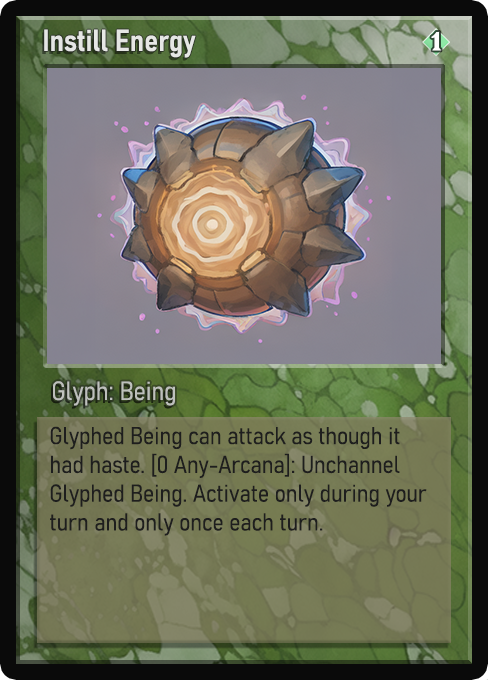 Instill Energy 1
Glyph: Being
Glyphed Being can attack as though it
had haste. [0 Any-Arcana]: Unchannel
Glyphed Being. Activate only during your
turn and only once each turn.